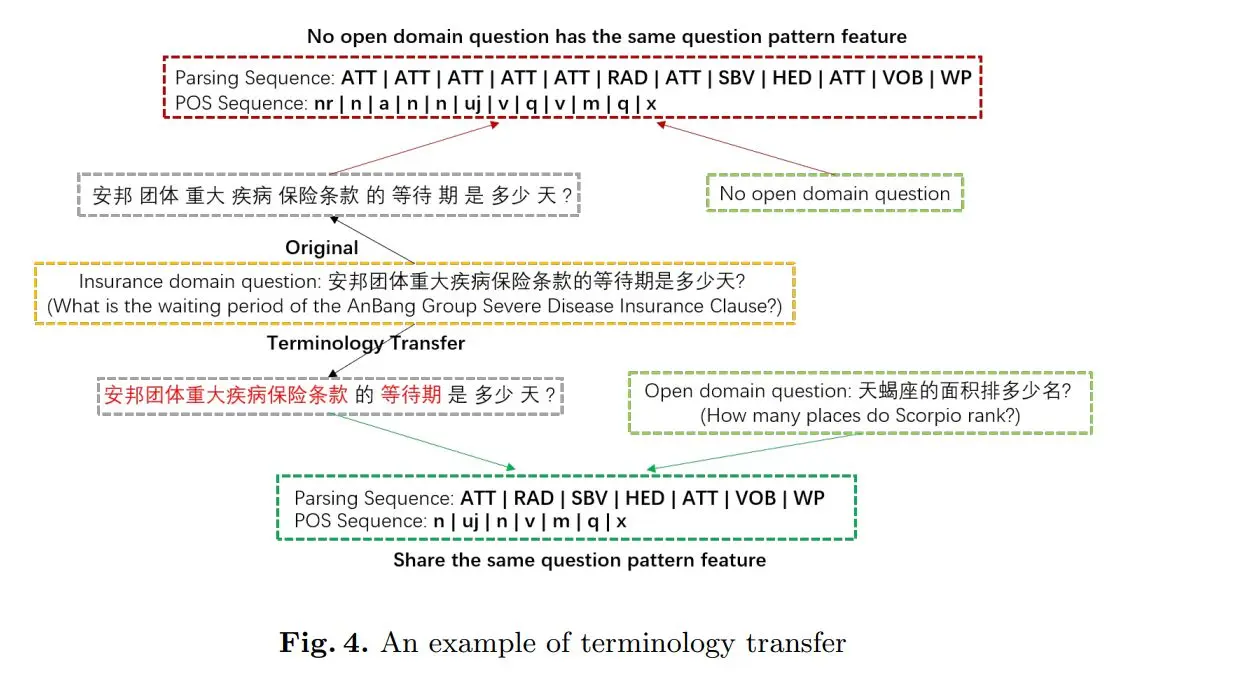 No open domain question has the same question pattern feature
Parsing Sequence: ATT | ATT | ATT | ATT | ATT | RAD | ATT | SBV | HED | ATT | VOB | WP
POS Sequence: nr | n | a | n | n | uj | v | q | v | m | q | x
安邦 团体 重大 疾病 保险条款 的 等待 期 是 多少 天 ?
No open domain question
Original
Insurance domain question: 安邦团体重大疾病保险条款的等待期是多少天?
(What is the waiting period of the AnBang Group Severe Disease Insurance Clause?)
Terminology Transfer
安邦团体重大疾病保险条款 的 等待期 是 多少 天 ?
Open domain question: 天蝎座的面积排多少名?
(How many places do Scorpio rank?)
Parsing Sequence: ATT | RAD | SBV | HED | ATT | VOB | WP
POS Sequence: n | uj | n | v | m | q | x
Share the same question pattern feature
Fig. 4. An example of terminology transfer